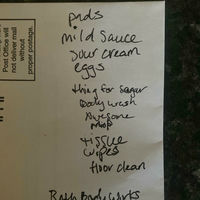 Post Office will
not deliver mail
without
proper postage.
pads
mild sauce
sour cream
eggs
thing for sugar
Body wash
Awesome
mop
tissue
wipes
floor clean
Bath Body Works